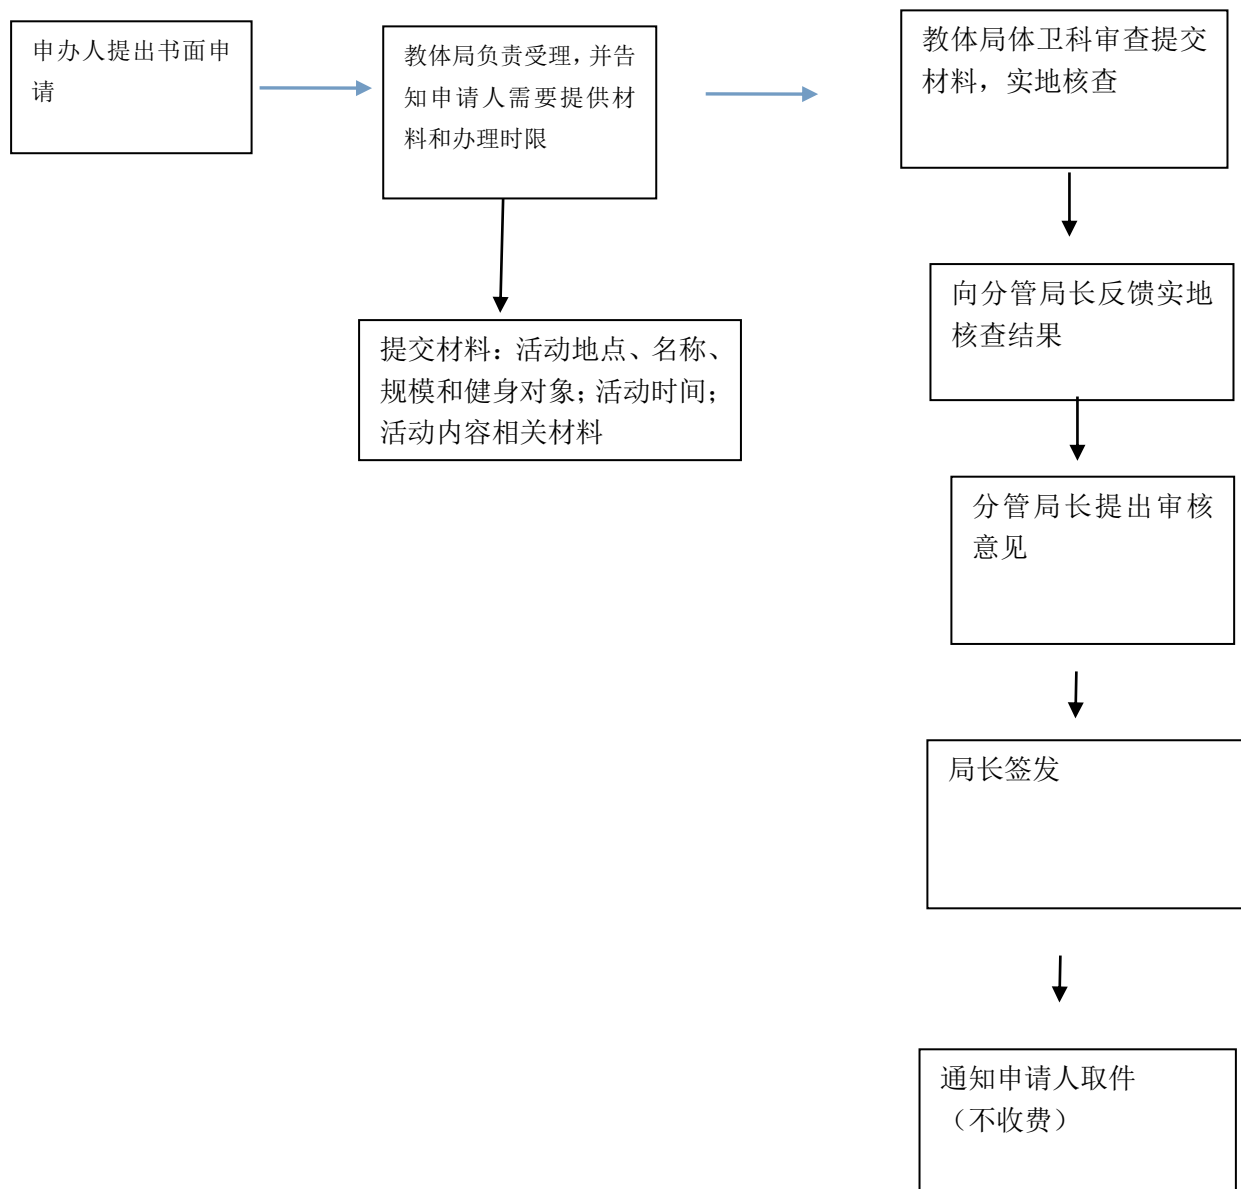 申办人提出书面申
请
教体局负责受理，并告
知申请人需要提供材
料和办理时限
教体局体卫科审查提交
材料，实地核查
提交材料：活动地点、名称、
规模和健身对象；活动时间；
活动内容相关材料
向分管局长反馈实地
核查结果
分管局长提出审核
意见
局长签发
通知申请人取件
（不收费）